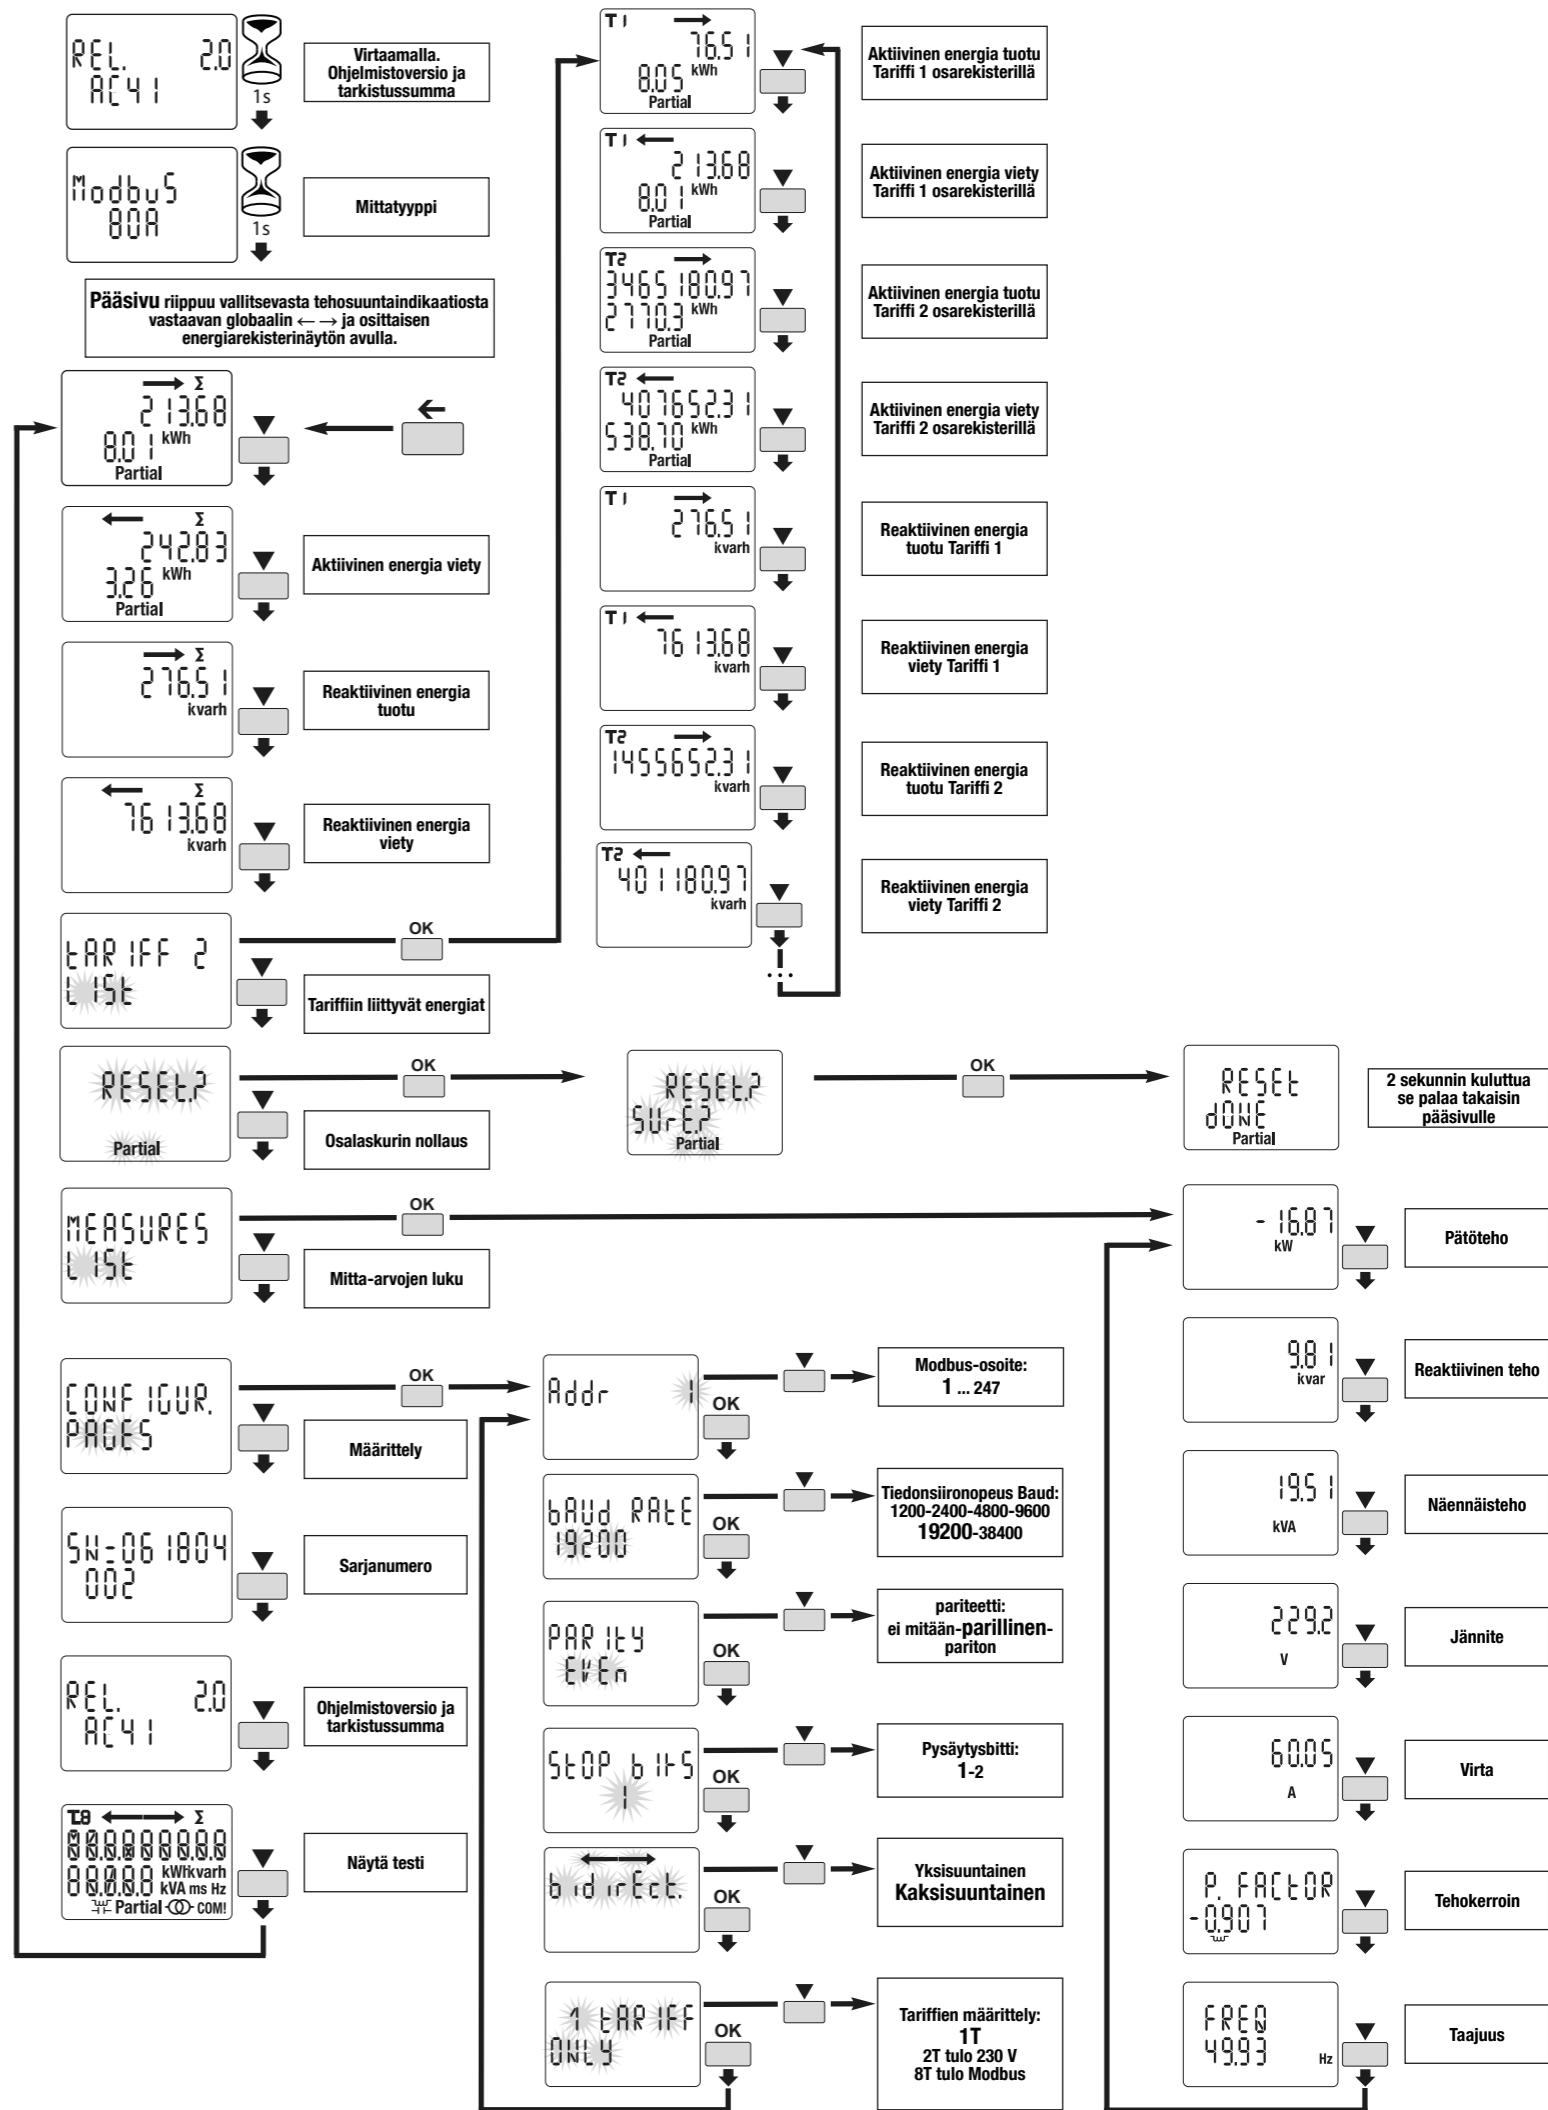 REL. 2.0
AC41
1s
Virtaamalla.
Ohjelmistoversio ja
tarkistussumma
Modbus
80A
1s
Mittatyyppi
Pääsivu riippuu vallitsevasta tehosuuntaindikaatiosta
vastaavan globaalin ←→ ja osittaisen
energiarekisterinäytön avulla.
→ Σ
213.68
8.01 kWh
Partial
←
← Σ
242.83
3.26 kWh
Partial
Aktiivinen energia viety
→ Σ
276.51
kvarh
Reaktiivinen energia
tuotu
← Σ
7613.68
kvarh
Reaktiivinen energia
viety
tARIFF 2
LISt
OK
Tariffiin liittyvät energiat
RESEt.?
Partial
OK
Osalaskurin nollaus
RESEt.?
SUrE.?
Partial
OK
RESEt
dONE
Partial
2 sekunnin kuluttua
se palaa takaisin
pääsivulle
MEASURES
LISt
OK
Mitta-arvojen luku
CONFIGUR.
PAGES
OK
Määrittely
SN-061804
002
Sarjanumero
REL. 2.0
AC41
Ohjelmistoversio ja
tarkistussumma
T.8 ←→ Σ
kWh kvarh
kVA ms Hz
Partial COM!
Näytä testi
T1 →
76.51
8.05 kWh
Partial
Aktiivinen energia tuotu
Tariffi 1 osarekisterillä
T1 ←
213.68
8.01 kWh
Partial
Aktiivinen energia viety
Tariffi 1 osarekisterillä
T2 →
3465180.97
2770.3 kWh
Partial
Aktiivinen energia tuotu
Tariffi 2 osarekisterillä
T2 ←
407652.31
538.70 kWh
Partial
Aktiivinen energia viety
Tariffi 2 osarekisterillä
T1 →
276.51
kvarh
Reaktiivinen energia
tuotu Tariffi 1
T1 ←
7613.68
kvarh
Reaktiivinen energia
viety Tariffi 1
T2 →
1455652.31
kvarh
Reaktiivinen energia
tuotu Tariffi 2
T2 ←
401180.97
kvarh
...
Reaktiivinen energia
viety Tariffi 2
Addr 1
OK
Modbus-osoite:
1 ... 247
bAUd RAtE
19200
OK
Tiedonsiironopeus Baud:
1200-2400-4800-9600
19200-38400
PARItY
EVEn
OK
pariteetti:
ei mitään-parillinen-
pariton
StOP bItS
1
OK
Pysäytysbitti:
1-2
←→
bidirEct.
OK
Yksisuuntainen
Kaksisuuntainen
1 tARIFF
ONLY
OK
Tariffien määrittely:
1T
2T tulo 230 V
8T tulo Modbus
-16.87
kW
Pätöteho
9.81
kvar
Reaktiivinen teho
19.51
kVA
Näennäisteho
229.2
V
Jännite
60.05
A
Virta
P. FACtOR
-0.907
Tehokerroin
FREQ
49.93 Hz
Taajuus